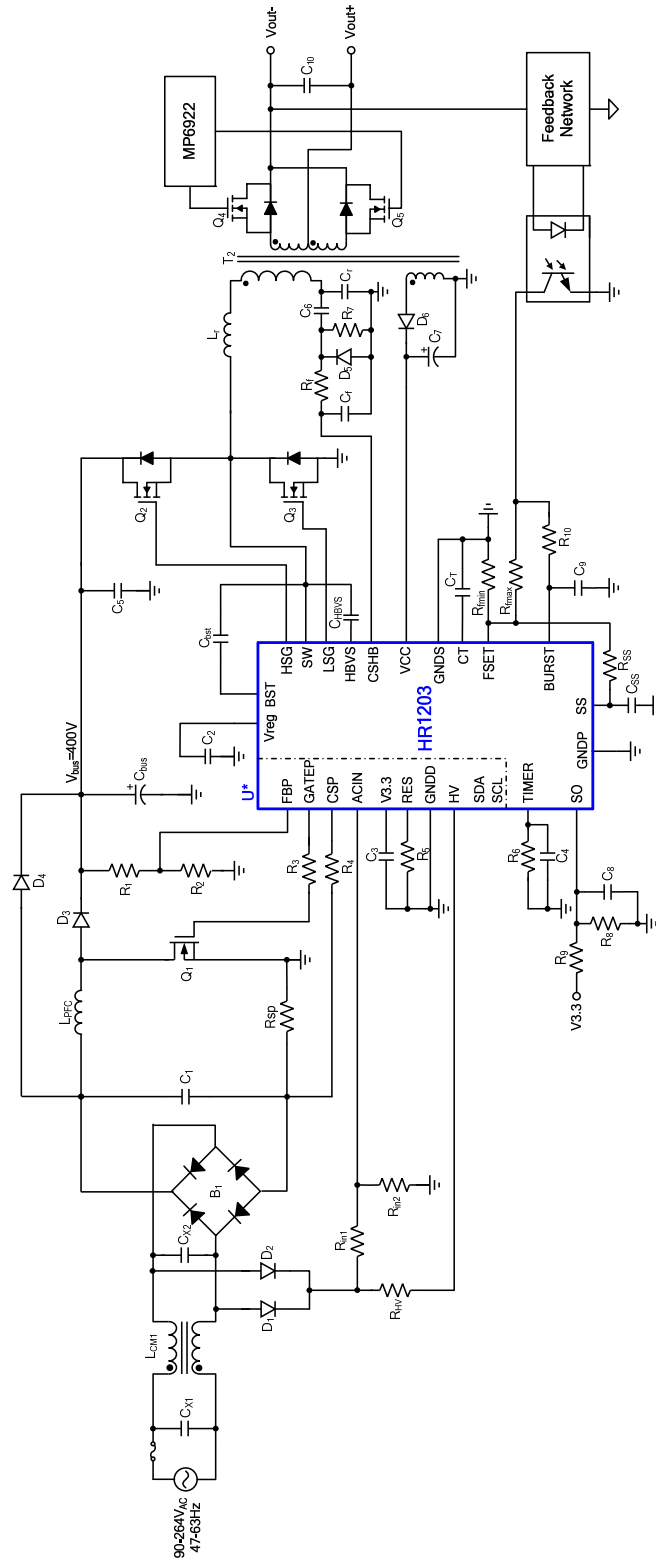 90-264VAC
47-63Hz
CX1
LCM1
CX2
D1
D2
B1
C1
LPFC
D3
D4
Q1
Rsp
R1
R2
Vbus=400V
Cbus
C5
Rin1
Rin2
RHV
R3
R4
C3
R5
U*
HR1203
FBP
GATEP
CSP
ACIN
V3.3
RES
GNDD
HV
SDA
SCL
TIMER
SO
GNDP
SS
Vreg
BST
HSG
SW
LSG
HBVS
CSHB
VCC
GNDS
CT
FSET
BURST
C2
Cbst
CHBVS
R6
C4
V3.3
R9
R8
C8
CSS
RSS
C9
R10
Rfmax
Rfmin
CT
Q2
Q3
Lr
Rf
Cf
D5
R7
C6
Cr
D6
C7
T2
Q4
Q5
MP6922
C10
Vout-
Vout+
Feedback
Network